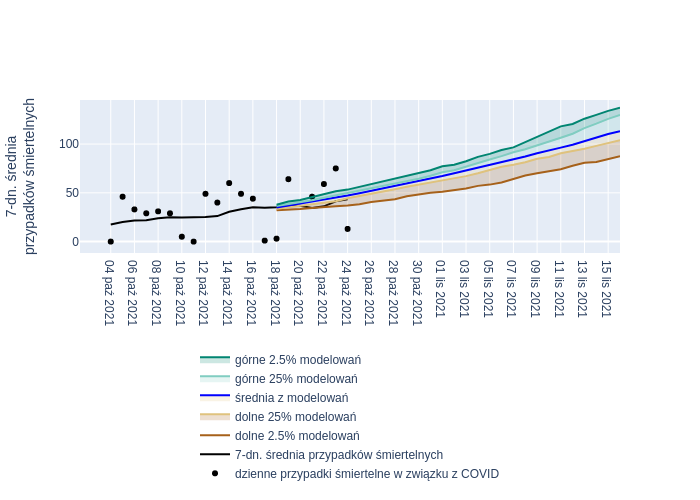 7-dn. średnia
przypadków śmiertelnych
100
50
0
04 paź 2021
06 paź 2021
08 paź 2021
10 paź 2021
12 paź 2021
14 paź 2021
16 paź 2021
18 paź 2021
20 paź 2021
22 paź 2021
24 paź 2021
26 paź 2021
28 paź 2021
30 paź 2021
01 lis 2021
03 lis 2021
05 lis 2021
07 lis 2021
09 lis 2021
11 lis 2021
13 lis 2021
15 lis 2021
górne 2.5% modelowań
górne 25% modelowań
średnia z modelowań
dolne 25% modelowań
dolne 2.5% modelowań
7-dn. średnia przypadków śmiertelnych
dzienne przypadki śmiertelne w związku z COVID